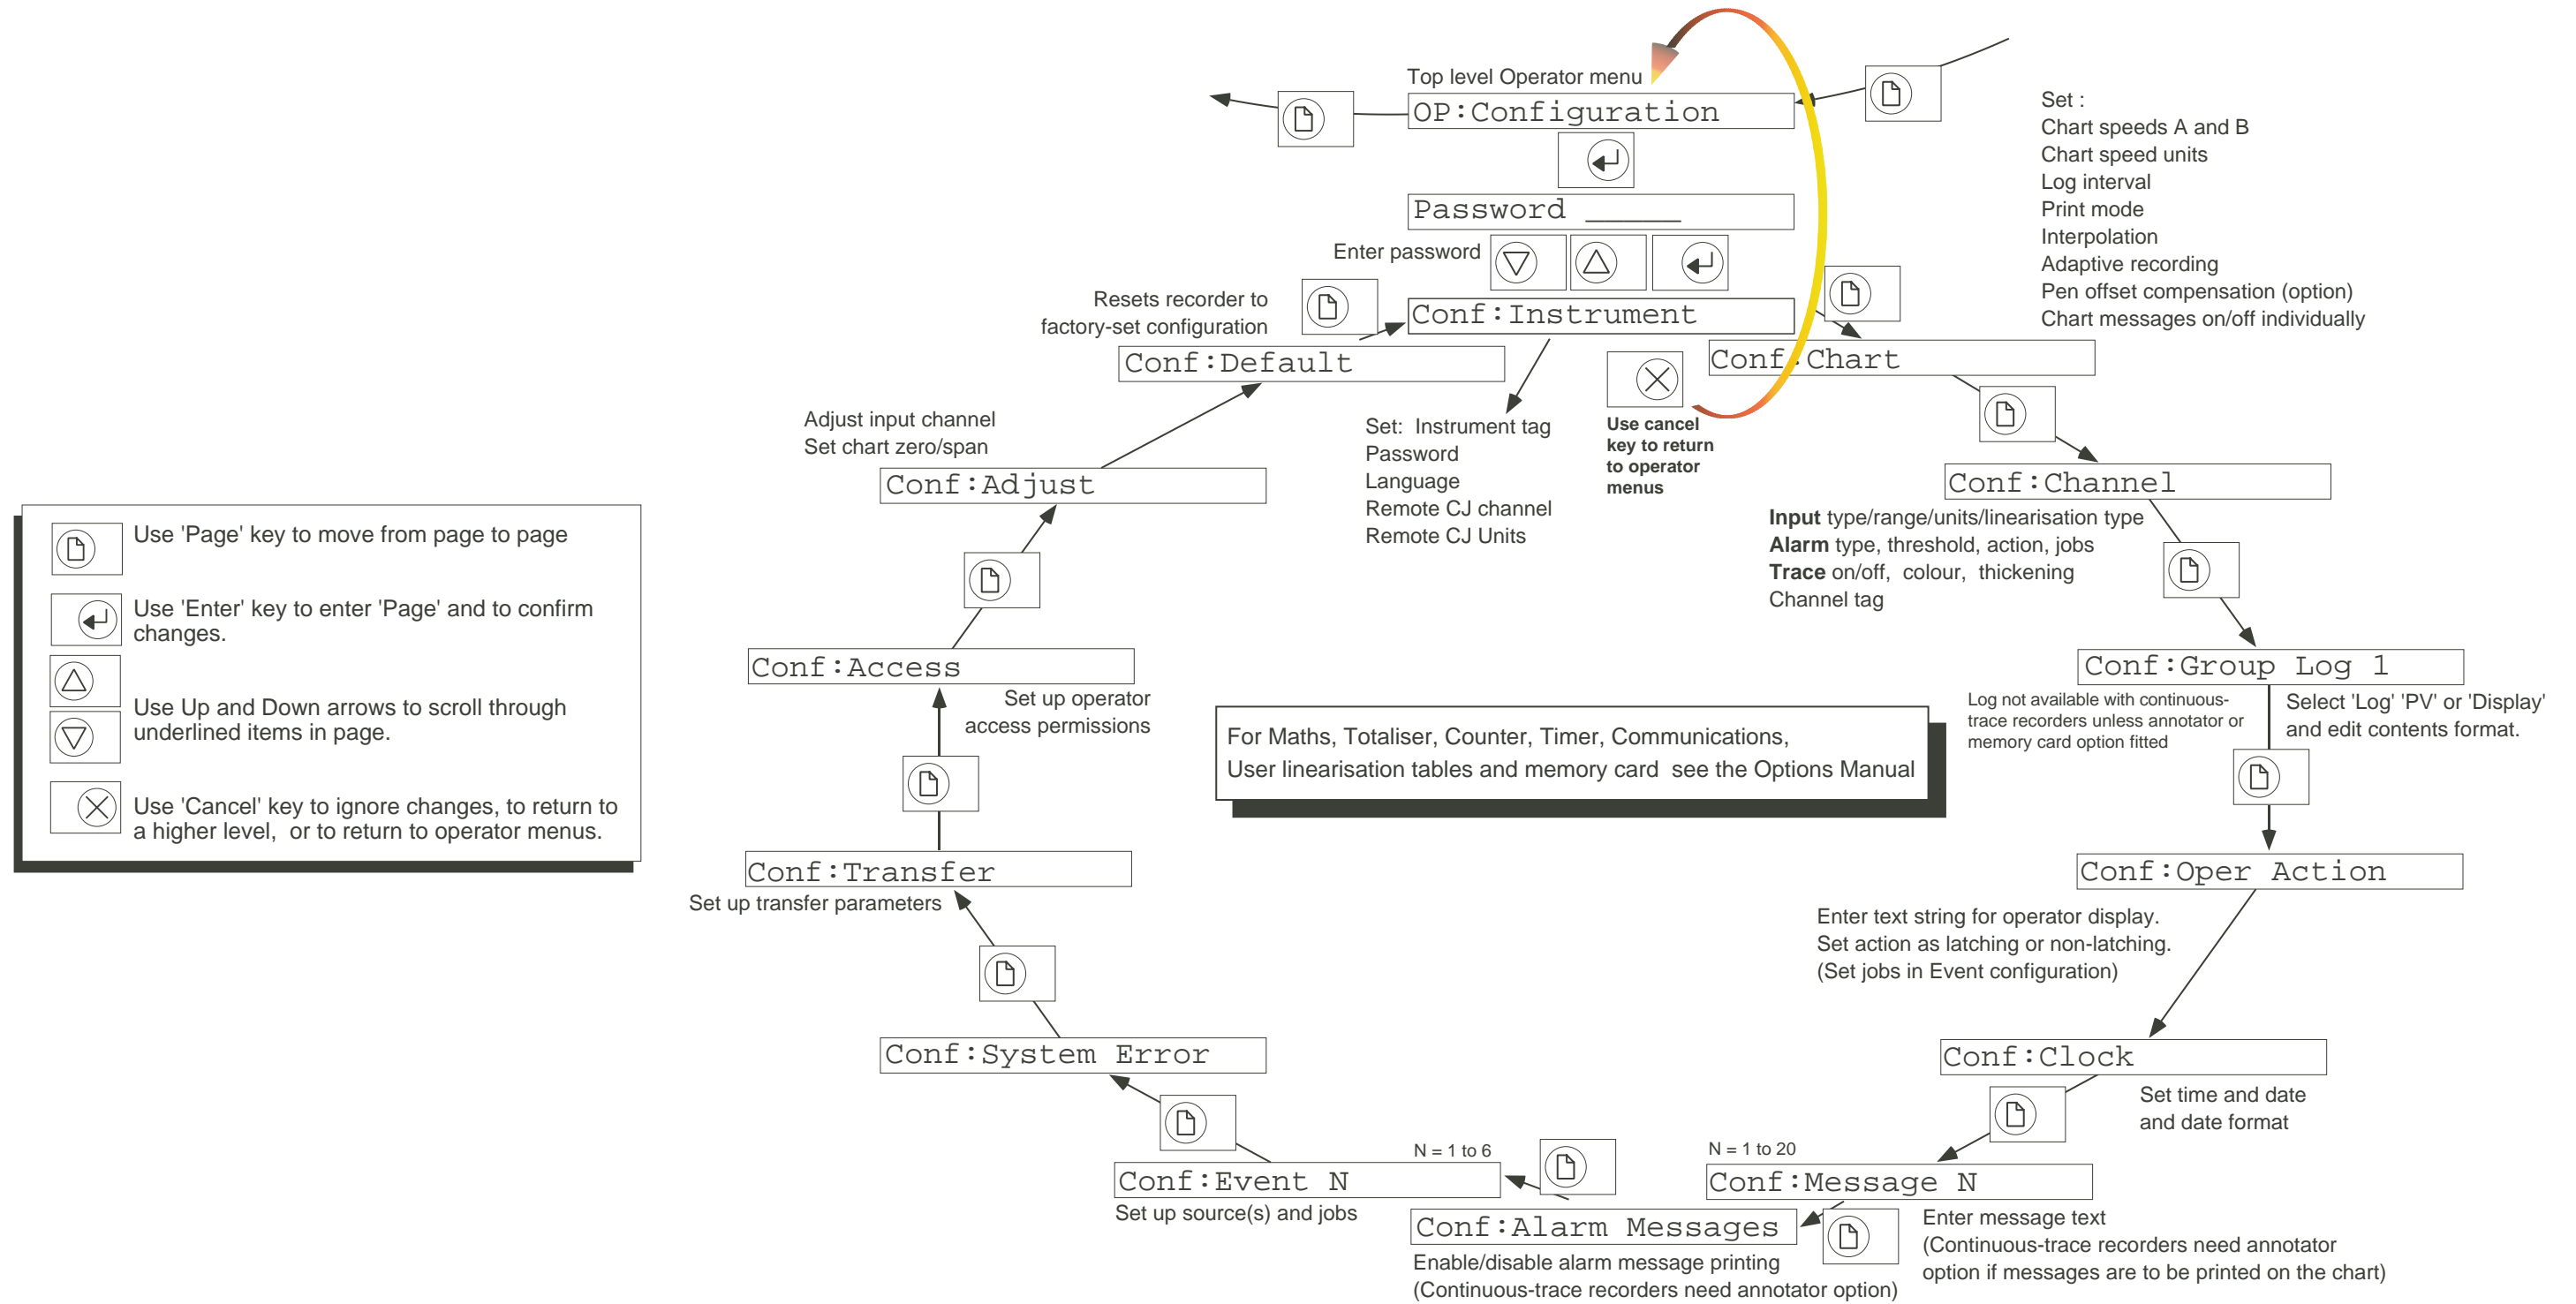 Top level Operator menu
OP:Configuration
Password _____
Enter password
Conf:Instrument
Set: Instrument tag
Password
Language
Remote CJ channel
Remote CJ Units
Use cancel
key to return
to operator
menus
Set :
Chart speeds A and B
Chart speed units
Log interval
Print mode
Interpolation
Adaptive recording
Pen offset compensation (option)
Chart messages on/off individually
Conf:Chart
Conf:Channel
Input type/range/units/linearisation type
Alarm type, threshold, action, jobs
Trace on/off, colour, thickening
Channel tag
Conf:Group Log 1
Log not available with continuous-
trace recorders unless annotator or
memory card option fitted
Select 'Log' 'PV' or 'Display'
and edit contents format.
Conf:Oper Action
Enter text string for operator display.
Set action as latching or non-latching.
(Set jobs in Event configuration)
Conf:Clock
Set time and date
and date format
N = 1 to 20
Conf:Message N
Enter message text
(Continuous-trace recorders need annotator
option if messages are to be printed on the chart)
Conf:Alarm Messages
Enable/disable alarm message printing
(Continuous-trace recorders need annotator option)
N = 1 to 6
Conf:Event N
Set up source(s) and jobs
Conf:System Error
Conf:Transfer
Set up transfer parameters
Conf:Access
Set up operator
access permissions
Adjust input channel
Set chart zero/span
Conf:Adjust
Resets recorder to
factory-set configuration
Conf:Default
For Maths, Totaliser, Counter, Timer, Communications,
User linearisation tables and memory card see the Options Manual
Use 'Page' key to move from page to page
Use 'Enter' key to enter 'Page' and to confirm
changes.
Use Up and Down arrows to scroll through
underlined items in page.
Use 'Cancel' key to ignore changes, to return to
a higher level, or to return to operator menus.